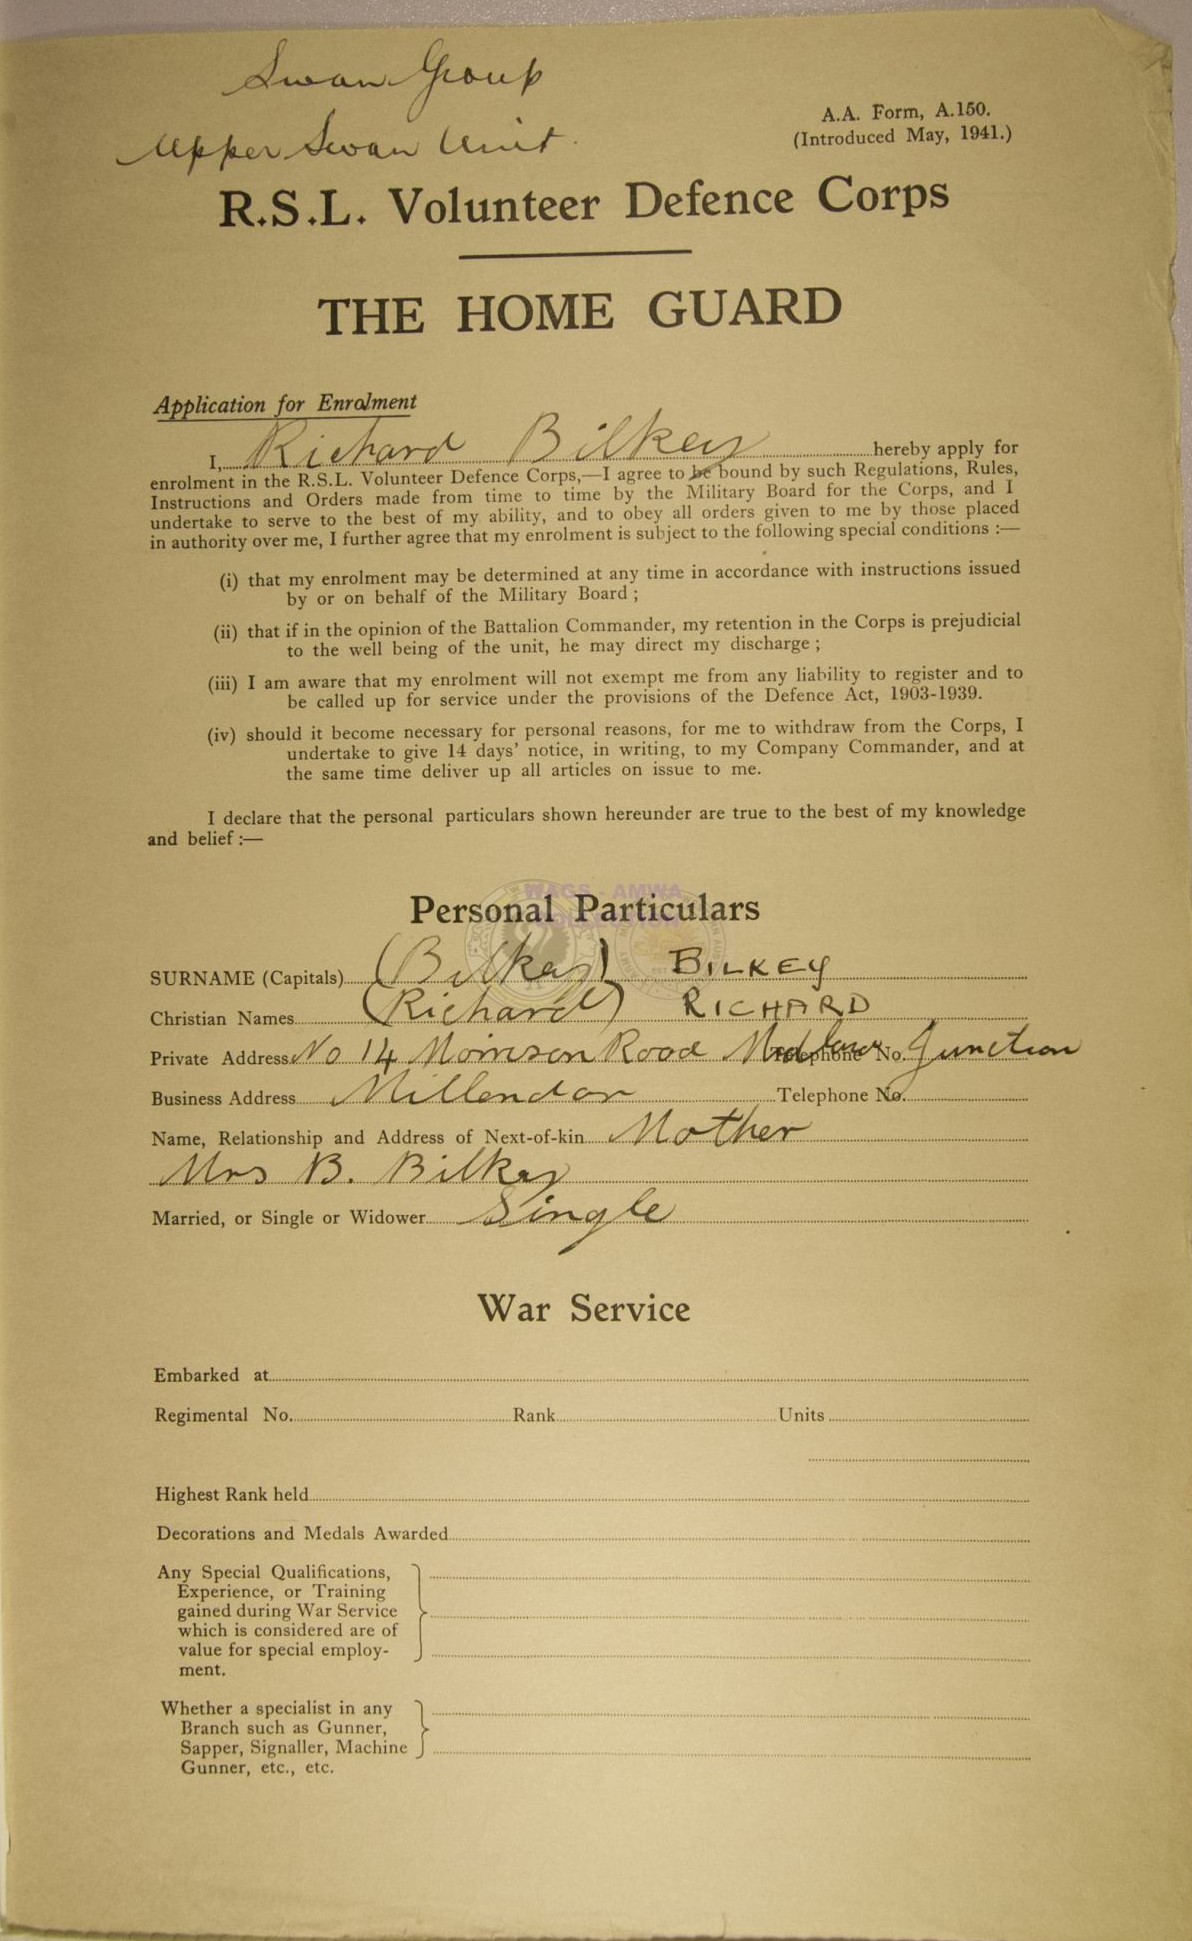 Swan Group
Upper Swan Unit
A.A. Form, A.150.
(Introduced May, 1941.)
R.S.L. Volunteer Defence Corps
THE HOME GUARD
Application for Enrolment
I, Richard Bilkey hereby apply for
enrolment in the R.S.L. Volunteer Defence Corps,—I agree to be bound by such Regulations, Rules,
Instructions and Orders made from time to time by the Military Board for the Corps, and I
undertake to serve to the best of my ability, and to obey all orders given to me by those placed
in authority over me, I further agree that my enrolment is subject to the following special conditions :—
(i) that my enrolment may be determined at any time in accordance with instructions issued
by or on behalf of the Military Board ;
(ii) that if in the opinion of the Battalion Commander, my retention in the Corps is prejudicial
to the well being of the unit, he may direct my discharge ;
(iii) I am aware that my enrolment will not exempt me from any liability to register and to
be called up for service under the provisions of the Defence Act, 1903-1939.
(iv) should it become necessary for personal reasons, for me to withdraw from the Corps, I
undertake to give 14 days' notice, in writing, to my Company Commander, and at
the same time deliver up all articles on issue to me.
I declare that the personal particulars shown hereunder are true to the best of my knowledge
and belief :—
WAGS - AMWA
Personal Particulars
SURNAME (Capitals) (Bilkey) BILKEY
Christian Names (Richard) RICHARD
Private Address No 14 Morrison Road Midland Telephone No. Junction
Business Address Millendon Telephone No.
Name, Relationship and Address of Next-of-kin Mother
Mrs B. Bilkey
Married, or Single or Widower Single
War Service
Embarked at
Regimental No. Rank Units
Highest Rank held
Decorations and Medals Awarded
Any Special Qualifications,
Experience, or Training
gained during War Service
which is considered are of
value for special employ-
ment.
Whether a specialist in any
Branch such as Gunner,
Sapper, Signaller, Machine
Gunner, etc., etc.